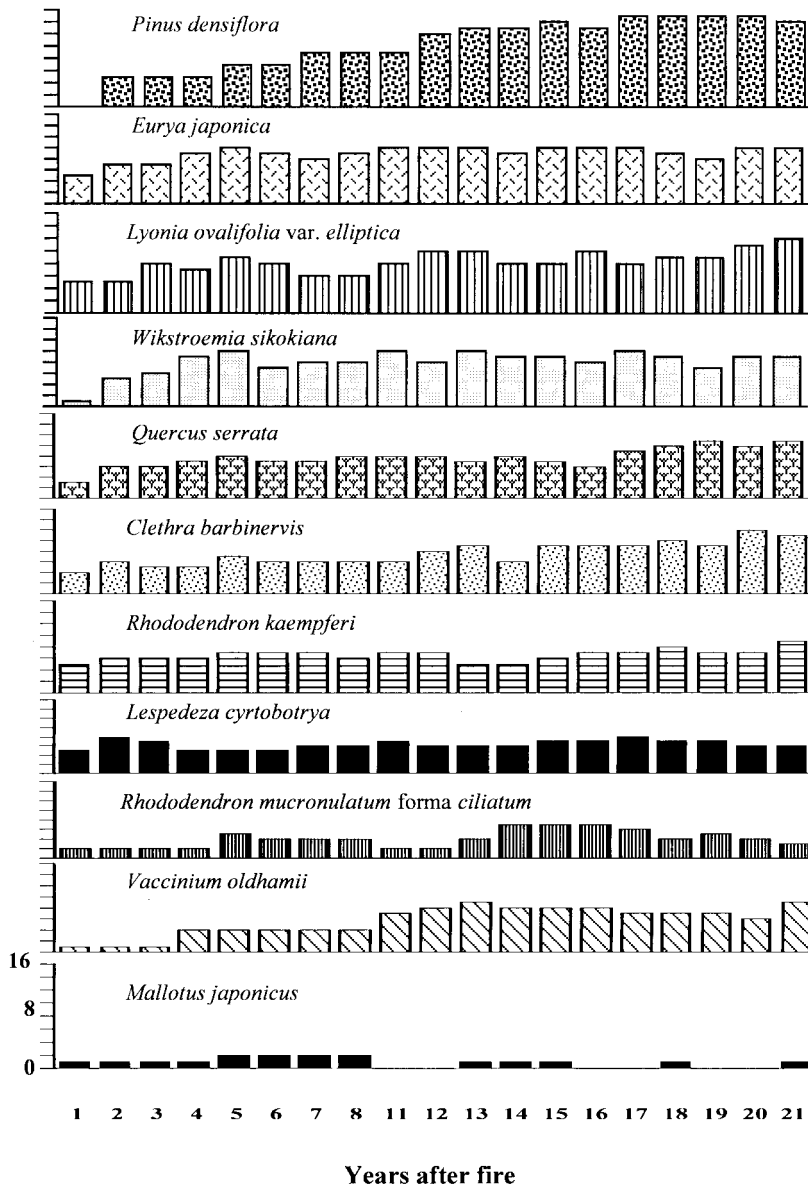 Pinus densiflora
Eurya japonica
Lyonia ovalifolia var. elliptica
Wikstroemia sikokiana
Quercus serrata
Clethra barbinervis
Rhododendron kaempferi
Lespedeza cyrtobotrya
Rhododendron mucronulatum forma ciliatum
Vaccinium oldhamii
16
Mallotus japonicus
8
0
1 2 3 4 5 6 7 8 11 12 13 14 15 16 17 18 19 20 21
Years after fire